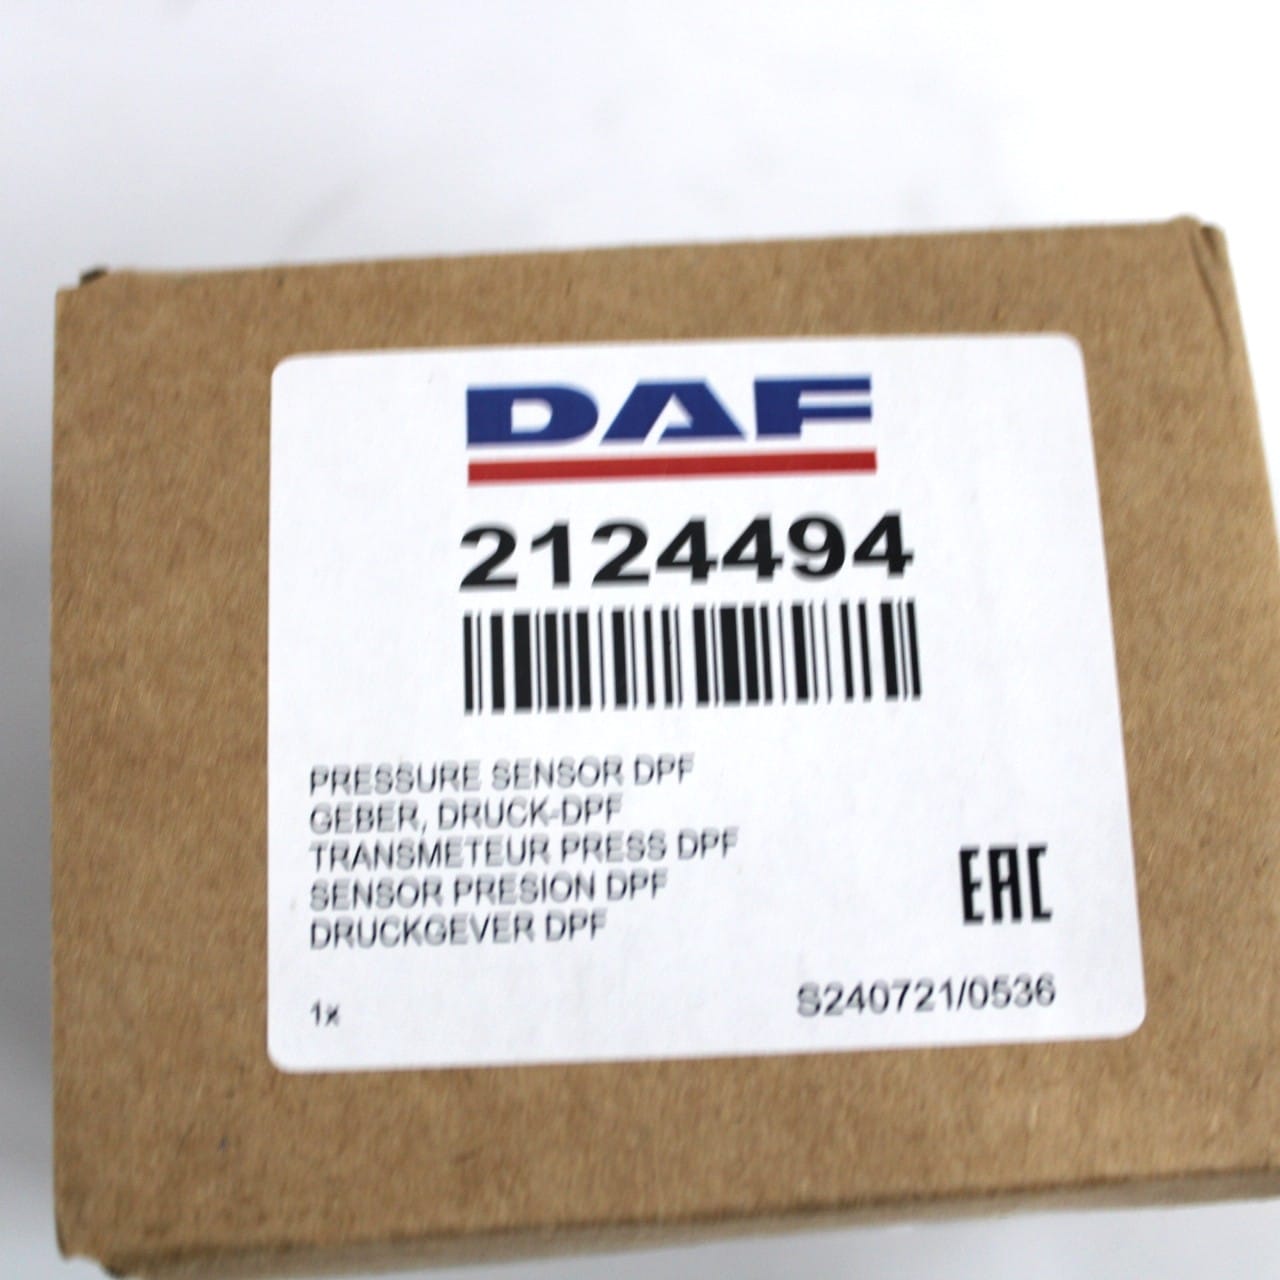 DAF
2124494
PRESSURE SENSOR DPF
GEBER, DRUCK-DPF
TRANSMETEUR PRESS DPF
SENSOR PRESION DPF
DRUCKGEVER DPF
EAC
1x
S240721/0536